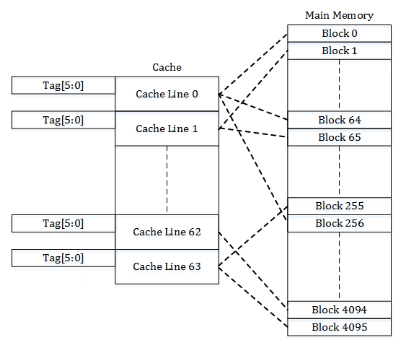 Main Memory
Block 0
Block 1
Cache
Tag[5:0]
Cache Line 0
Tag[5:0]
Cache Line 1
Block 64
Block 65
Block 255
Block 256
Tag[5:0]
Cache Line 62
Tag[5:0]
Cache Line 63
Block 4094
Block 4095